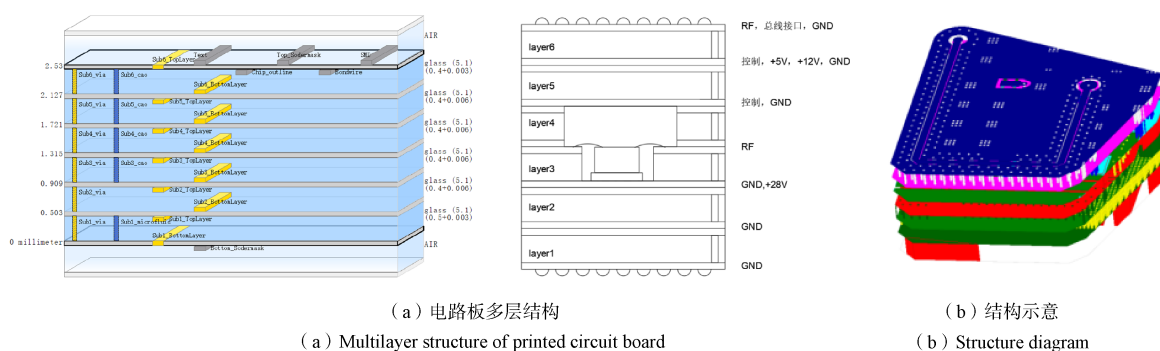 AIR
Sub6_TopLayer
Text
Top_Sodermask
SMI
2.53
glass (5.1)
(0.4+0.003)
Sub6_via
Sub6_cmo
Chip_outline
Bondwire
Sub6_BottomLayer
2.127
glass (5.1)
(0.4+0.006)
Sub5_via
Sub5_cmo
Sub5_TopLayer
Sub5_BottomLayer
1.721
glass (5.1)
(0.4+0.006)
Sub4_via
Sub4_cmo
Sub4_TopLayer
Sub4_BottomLayer
1.315
glass (5.1)
(0.4+0.006)
Sub3_via
Sub3_cmo
Sub3_TopLayer
Sub3_BottomLayer
0.909
glass (5.1)
(0.4+0.006)
Sub2_via
Sub2_TopLayer
Sub2_BottomLayer
0.503
glass (5.1)
(0.5+0.003)
Sub1_via
Sub1_microfluid
Sub1_TopLayer
Sub1_BottomLayer
0 millimeter
AIR
Bottom_Sodermask
layer6
layer5
layer4
layer3
layer2
layer1
RF，总线接口，GND
控制，+5V，+12V，GND
控制，GND
RF
GND,+28V
GND
GND
（a）电路板多层结构
（a）Multilayer structure of printed circuit board
（b）结构示意
（b）Structure diagram